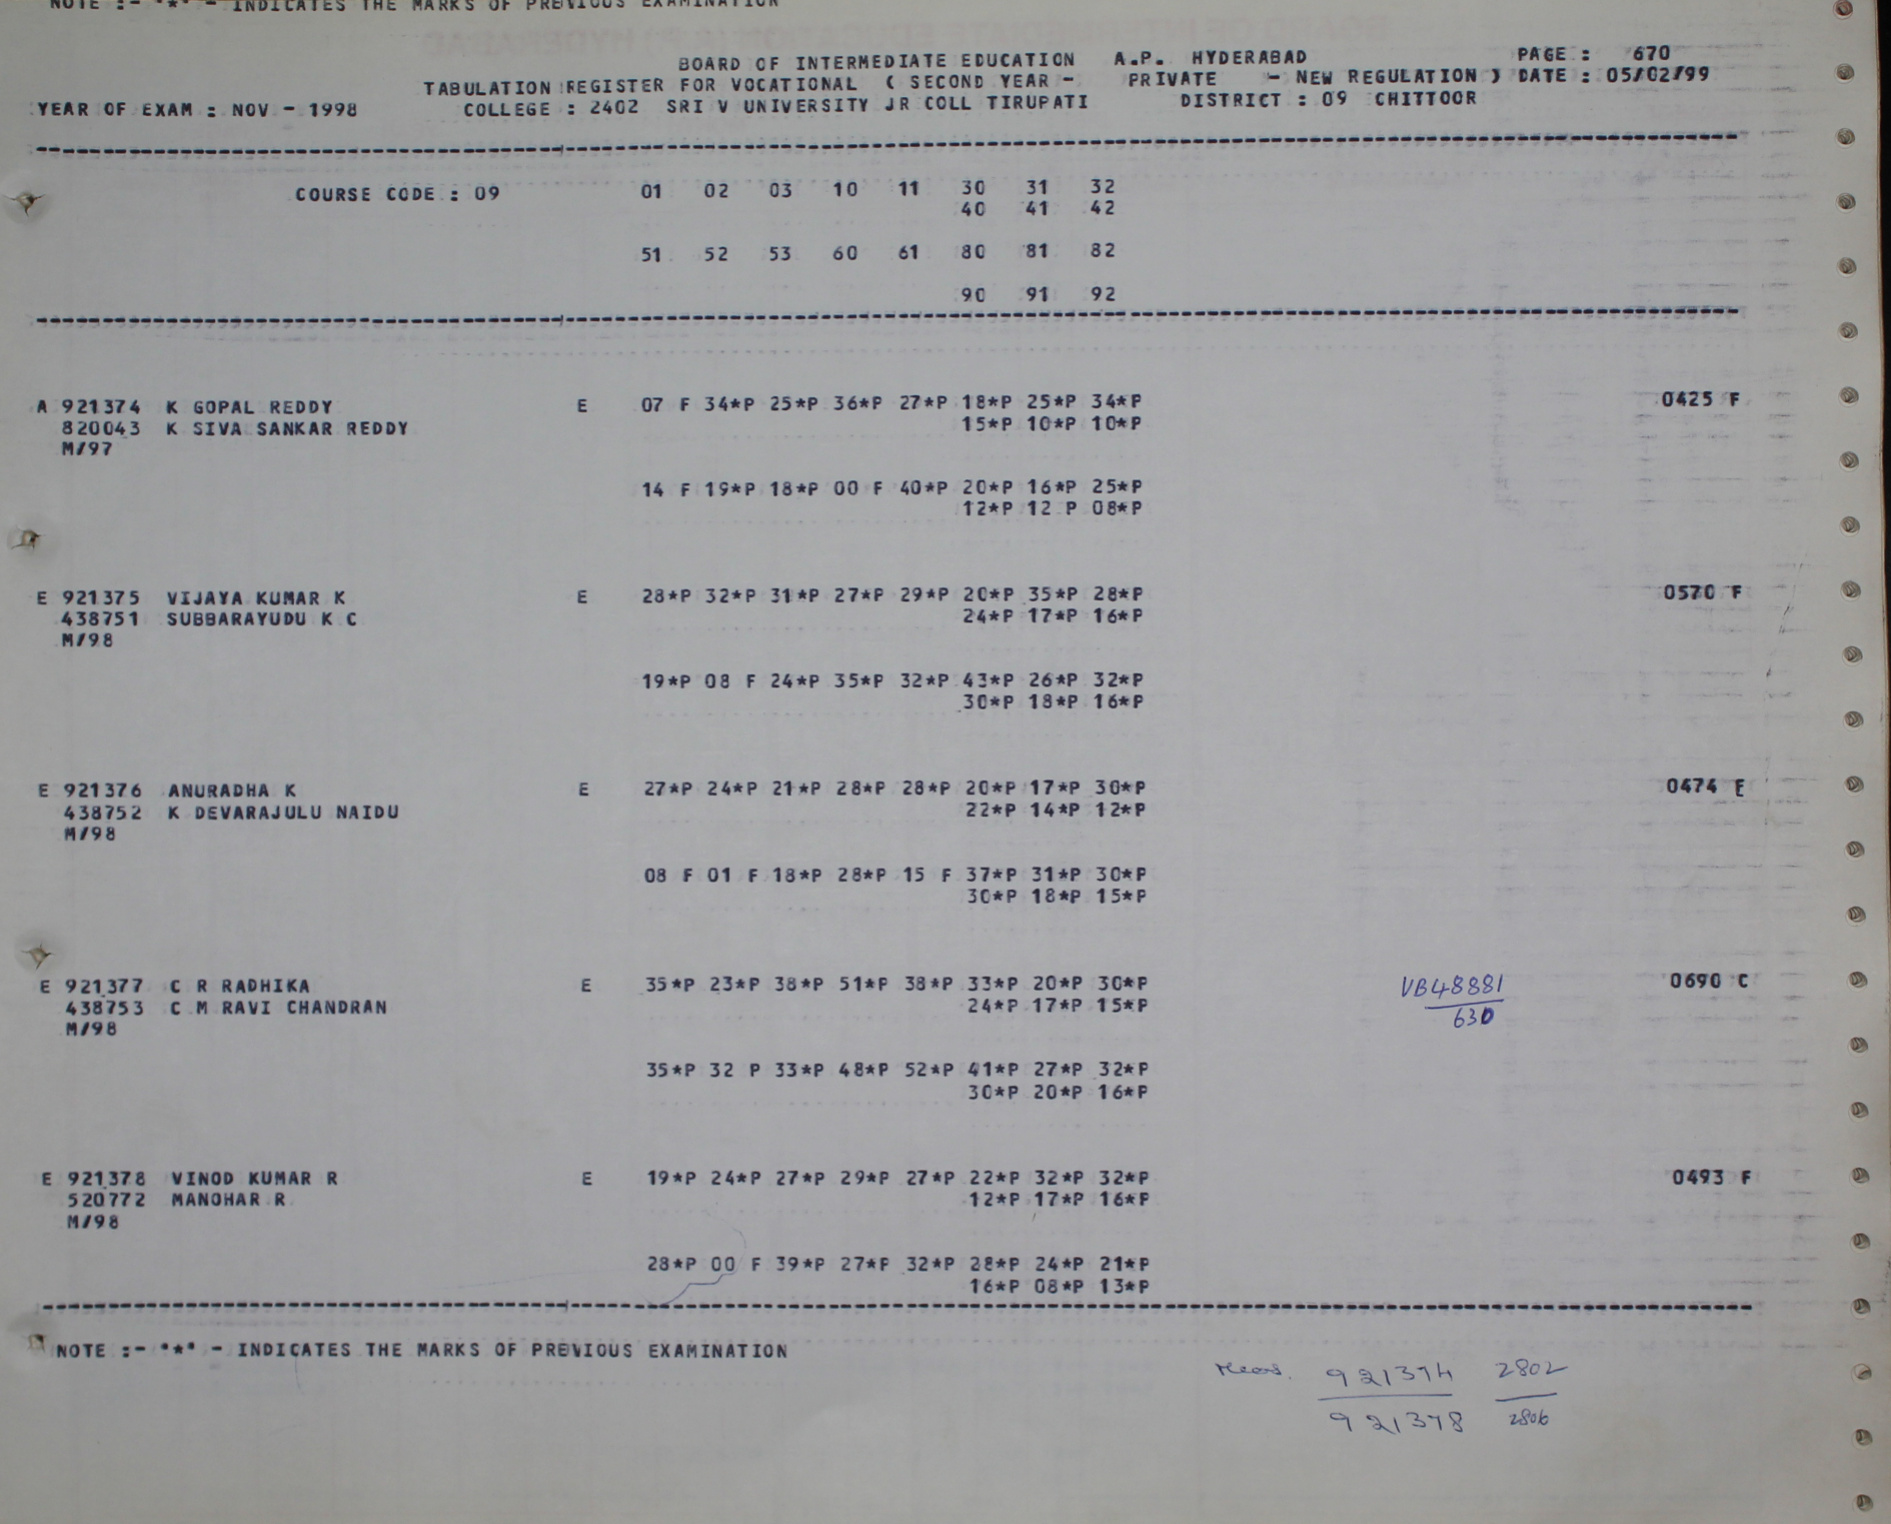 NOTE :- "*" - INDICATES THE MARKS OF PREVIOUS EXAMINATION
BOARD OF INTERMEDIATE EDUCATION A.P. HYDERABAD PAGE : 670
TABULATION REGISTER FOR VOCATIONAL ( SECOND YEAR - PRIVATE - NEW REGULATION ) DATE : 05/02/99
YEAR OF EXAM : NOV - 1998 COLLEGE : 2402 SRI V UNIVERSITY JR COLL TIRUPATI DISTRICT : 09 CHITTOOR
COURSE CODE : 09 01 02 03 10 11 30 31 32
40 41 42
51 52 53 60 61 80 81 82
90 91 92
A 921374 K GOPAL REDDY E 07 F 34*P 25*P 36*P 27*P 18*P 25*P 34*P 0425 F
820043 K SIVA SANKAR REDDY 15*P 10*P 10*P
M/97
14 F 19*P 18*P 00 F 40*P 20*P 16*P 25*P
12*P 12 P 08*P
E 921375 VIJAYA KUMAR K E 28*P 32*P 31*P 27*P 29*P 20*P 35*P 28*P 0570 F
438751 SUBBARAYUDU K C 24*P 17*P 16*P
M/98
19*P 08 F 24*P 35*P 32*P 43*P 26*P 32*P
30*P 18*P 16*P
E 921376 ANURADHA K E 27*P 24*P 21*P 28*P 28*P 20*P 17*P 30*P 0474 F
438752 K DEVARAJULU NAIDU 22*P 14*P 12*P
M/98
08 F 01 F 18*P 28*P 15 F 37*P 31*P 30*P
30*P 18*P 15*P
E 921377 C R RADHIKA E 35*P 23*P 38*P 51*P 38*P 33*P 20*P 30*P VB48881 0690 C
438753 C M RAVI CHANDRAN 24*P 17*P 15*P 630
M/98
35*P 32 P 33*P 48*P 52*P 41*P 27*P 32*P
30*P 20*P 16*P
E 921378 VINOD KUMAR R E 19*P 24*P 27*P 29*P 27*P 22*P 32*P 32*P 0493 F
520772 MANOHAR R 12*P 17*P 16*P
M/98
28*P 00 F 39*P 27*P 32*P 28*P 24*P 21*P
16*P 08*P 13*P
NOTE :- "*" - INDICATES THE MARKS OF PREVIOUS EXAMINATION
921374 2802
921378 2806